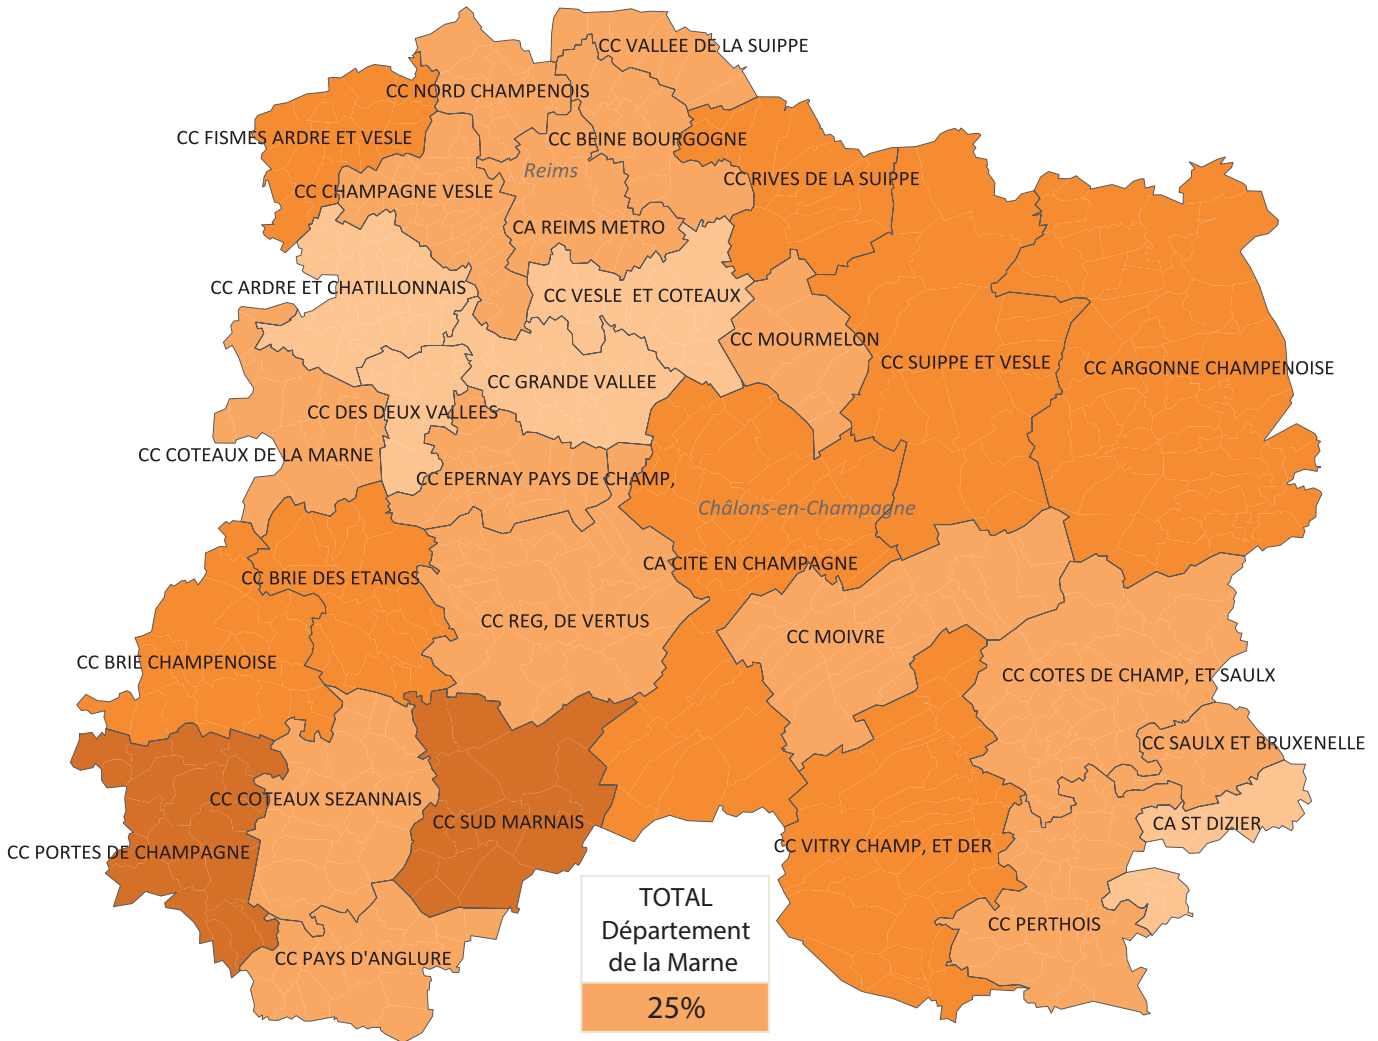 CC VALLEE DE LA SUIPPE
CC NORD CHAMPENOIS
CC FISMES ARDRE ET VESLE
CC BEINE BOURGOGNE
Reims
CC RIVES DE LA SUIPPE
CC CHAMPAGNE VESLE
CA REIMS METRO
CC ARDRE ET CHATILLONNAIS
CC VESLE ET COTEAUX
CC MOURMELON
CC SUIPPE ET VESLE
CC ARGONNE CHAMPENOISE
CC GRANDE VALLEE
CC DES DEUX VALLEES
CC COTEAUX DE LA MARNE
CC EPERNAY PAYS DE CHAMP,
Châlons-en-Champagne
CA CITE EN CHAMPAGNE
CC BRIE DES ETANGS
CC REG, DE VERTUS
CC MOIVRE
CC BRIE CHAMPENOISE
CC COTES DE CHAMP, ET SAULX
CC SAULX ET BRUXENELLE
CC COTEAUX SEZANNAIS
CC SUD MARNAIS
CA ST DIZIER
CC VITRY CHAMP, ET DER
CC PORTES DE CHAMPAGNE
CC PERTHOIS
CC PAYS D'ANGLURE
TOTAL
Département
de la Marne
25%